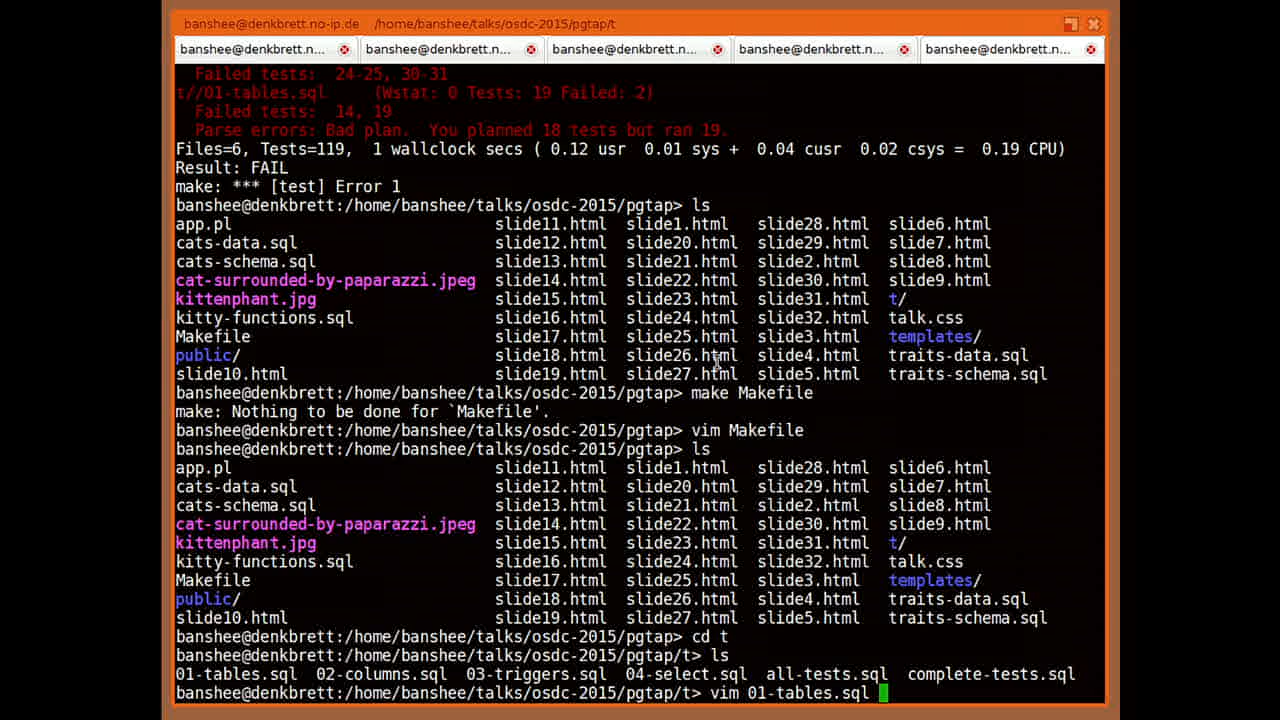 banshee@denkbrett.no-ip.de /home/banshee/talks/osdc-2015/pgtap/t
banshee@denkbrett.n... banshee@denkbrett.n... banshee@denkbrett.n... banshee@denkbrett.n... banshee@denkbrett.n...
Failed tests: 24-25, 30-31
t//01-tables.sql (Wstat: 0 Tests: 19 Failed: 2)
Failed tests: 14, 19
Parse errors: Bad plan. You planned 18 tests but ran 19.
Files=6, Tests=119, 1 wallclock secs ( 0.12 usr 0.01 sys + 0.04 cusr 0.02 csys = 0.19 CPU)
Result: FAIL
make: *** [test] Error 1
banshee@denkbrett:/home/banshee/talks/osdc-2015/pgtap> ls
app.pl slide11.html slide1.html slide28.html slide6.html
cats-data.sql slide12.html slide20.html slide29.html slide7.html
cats-schema.sql slide13.html slide21.html slide2.html slide8.html
cat-surrounded-by-paparazzi.jpeg slide14.html slide22.html slide30.html slide9.html
kittenphant.jpg slide15.html slide23.html slide31.html t/
kitty-functions.sql slide16.html slide24.html slide32.html talk.css
Makefile slide17.html slide25.html slide3.html templates/
public/ slide18.html slide26.html slide4.html traits-data.sql
slide10.html slide19.html slide27.html slide5.html traits-schema.sql
banshee@denkbrett:/home/banshee/talks/osdc-2015/pgtap> make Makefile
make: Nothing to be done for `Makefile'.
banshee@denkbrett:/home/banshee/talks/osdc-2015/pgtap> vim Makefile
banshee@denkbrett:/home/banshee/talks/osdc-2015/pgtap> ls
app.pl slide11.html slide1.html slide28.html slide6.html
cats-data.sql slide12.html slide20.html slide29.html slide7.html
cats-schema.sql slide13.html slide21.html slide2.html slide8.html
cat-surrounded-by-paparazzi.jpeg slide14.html slide22.html slide30.html slide9.html
kittenphant.jpg slide15.html slide23.html slide31.html t/
kitty-functions.sql slide16.html slide24.html slide32.html talk.css
Makefile slide17.html slide25.html slide3.html templates/
public/ slide18.html slide26.html slide4.html traits-data.sql
slide10.html slide19.html slide27.html slide5.html traits-schema.sql
banshee@denkbrett:/home/banshee/talks/osdc-2015/pgtap> cd t
banshee@denkbrett:/home/banshee/talks/osdc-2015/pgtap/t> ls
01-tables.sql 02-columns.sql 03-triggers.sql 04-select.sql all-tests.sql complete-tests.sql
banshee@denkbrett:/home/banshee/talks/osdc-2015/pgtap/t> vim 01-tables.sql